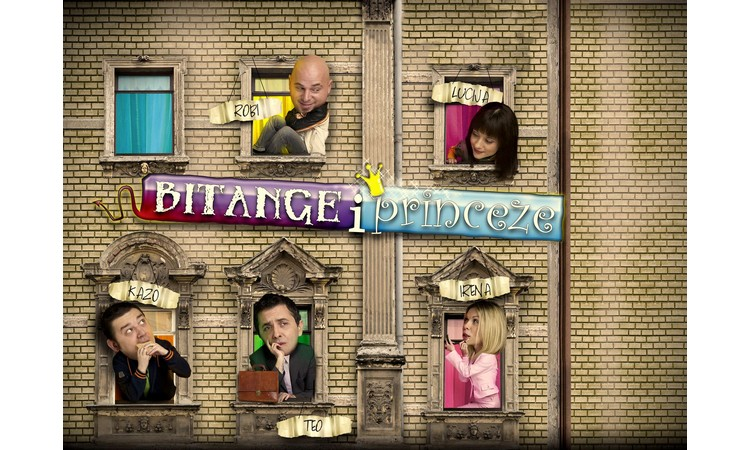 ROBI
LUCIJA
BITANGE i princeze
KAZO
IRENA
TEO